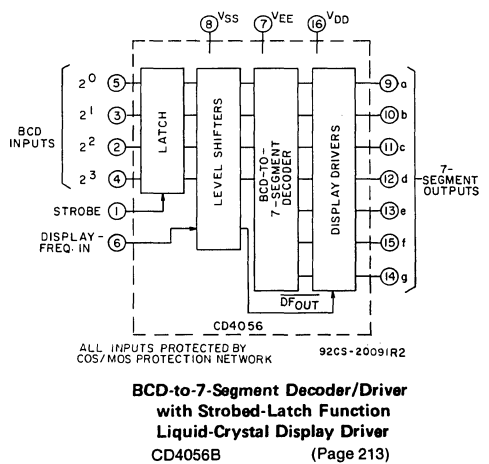 8 VSS 7 VEE 16 VDD
BCD INPUTS
2⁰ 5
2¹ 3
2² 2
2³ 4
STROBE 1
DISPLAY-FREQ. IN 6
LATCH
LEVEL SHIFTERS
BCD-TO-7-SEGMENT DECODER
DISPLAY DRIVERS
9 a
10 b
11 c
12 d
13 e
15 f
14 g
7-SEGMENT OUTPUTS
DFOUT
CD4056
ALL INPUTS PROTECTED BY
COS/MOS PROTECTION NETWORK
92CS-20091R2
BCD-to-7-Segment Decoder/Driver
with Strobed-Latch Function
Liquid-Crystal Display Driver
CD4056B (Page 213)